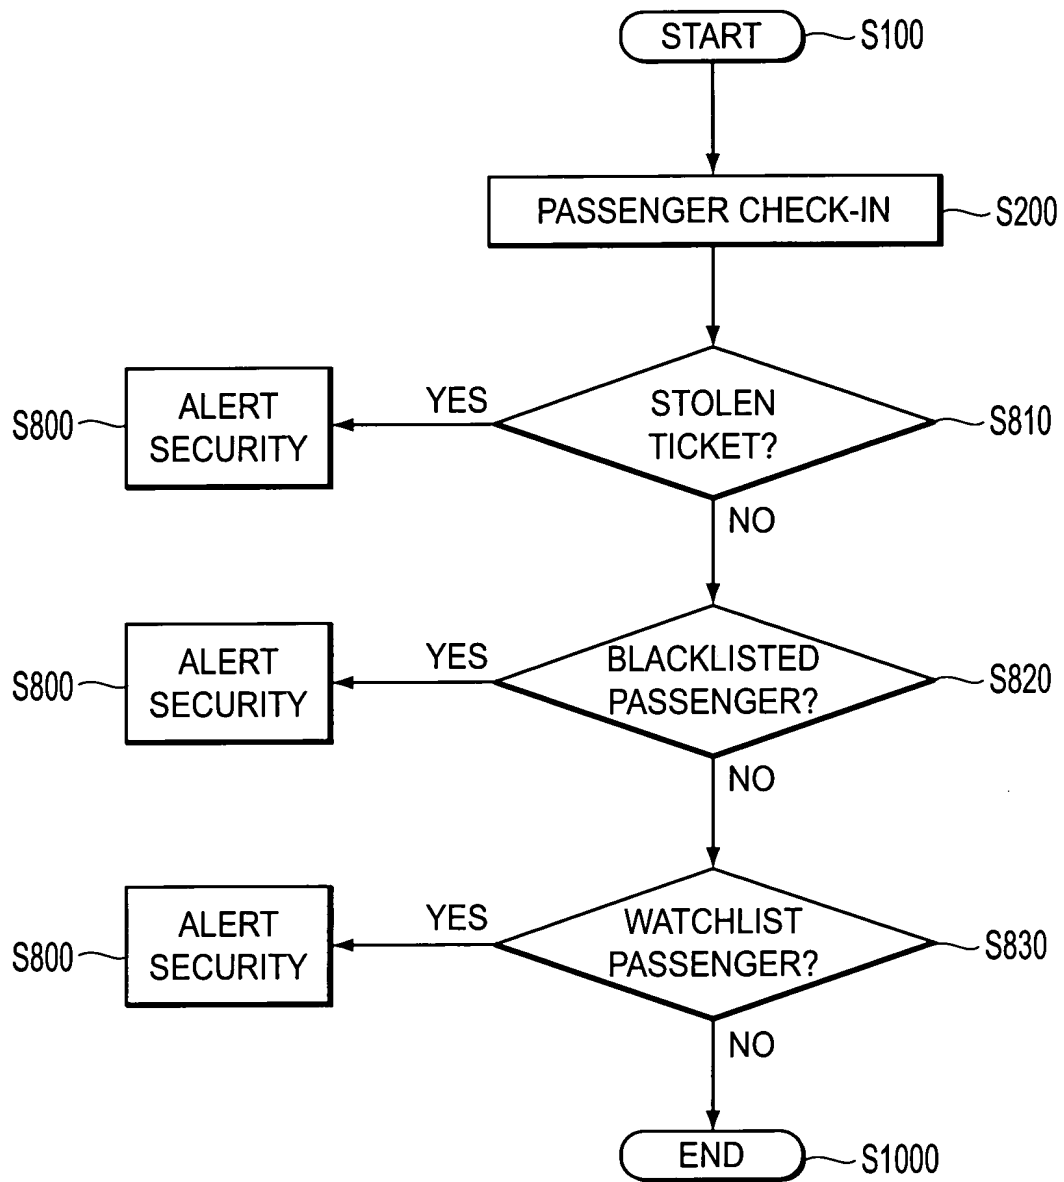 START
S100
PASSENGER CHECK-IN
S200
STOLEN
TICKET?
S810
YES
ALERT
SECURITY
S800
NO
BLACKLISTED
PASSENGER?
S820
YES
ALERT
SECURITY
S800
NO
WATCHLIST
PASSENGER?
S830
YES
ALERT
SECURITY
S800
NO
END
S1000